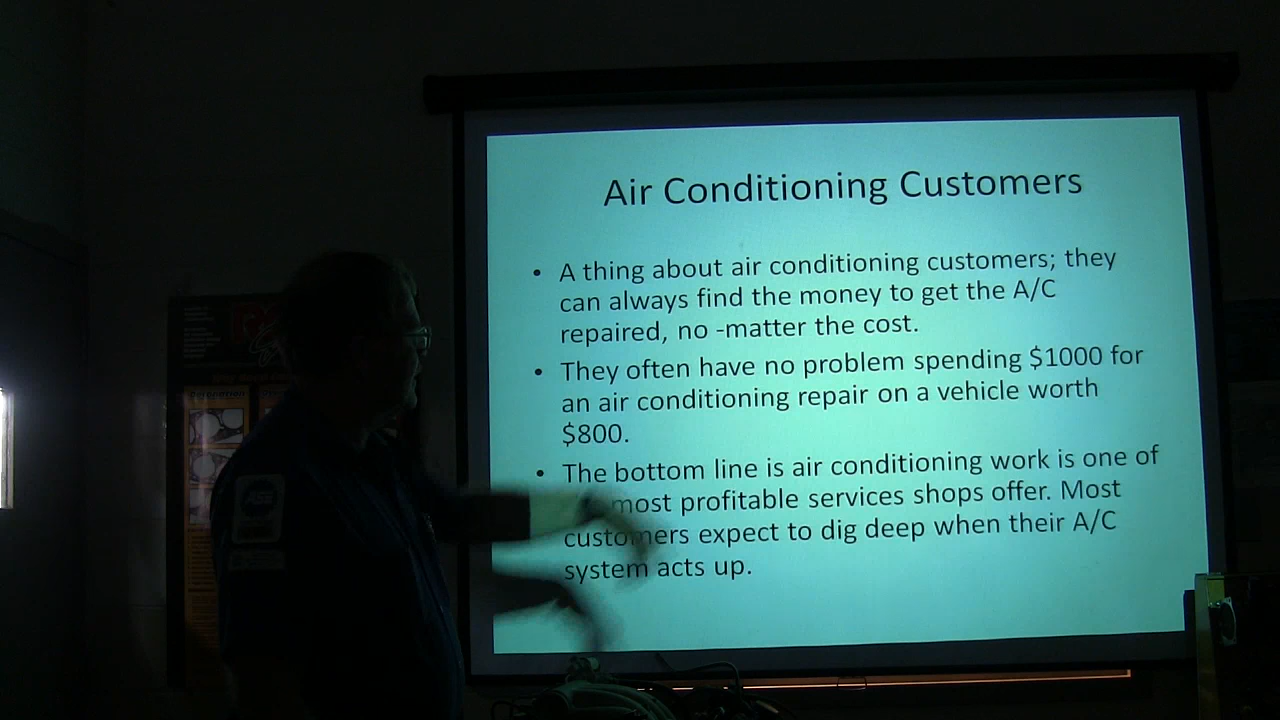 Air Conditioning Customers
• A thing about air conditioning customers; they
can always find the money to get the A/C
repaired, no -matter the cost.
• They often have no problem spending $1000 for
an air conditioning repair on a vehicle worth
$800.
• The bottom line is air conditioning work is one of
most profitable services shops offer. Most
customers expect to dig deep when their A/C
system acts up.